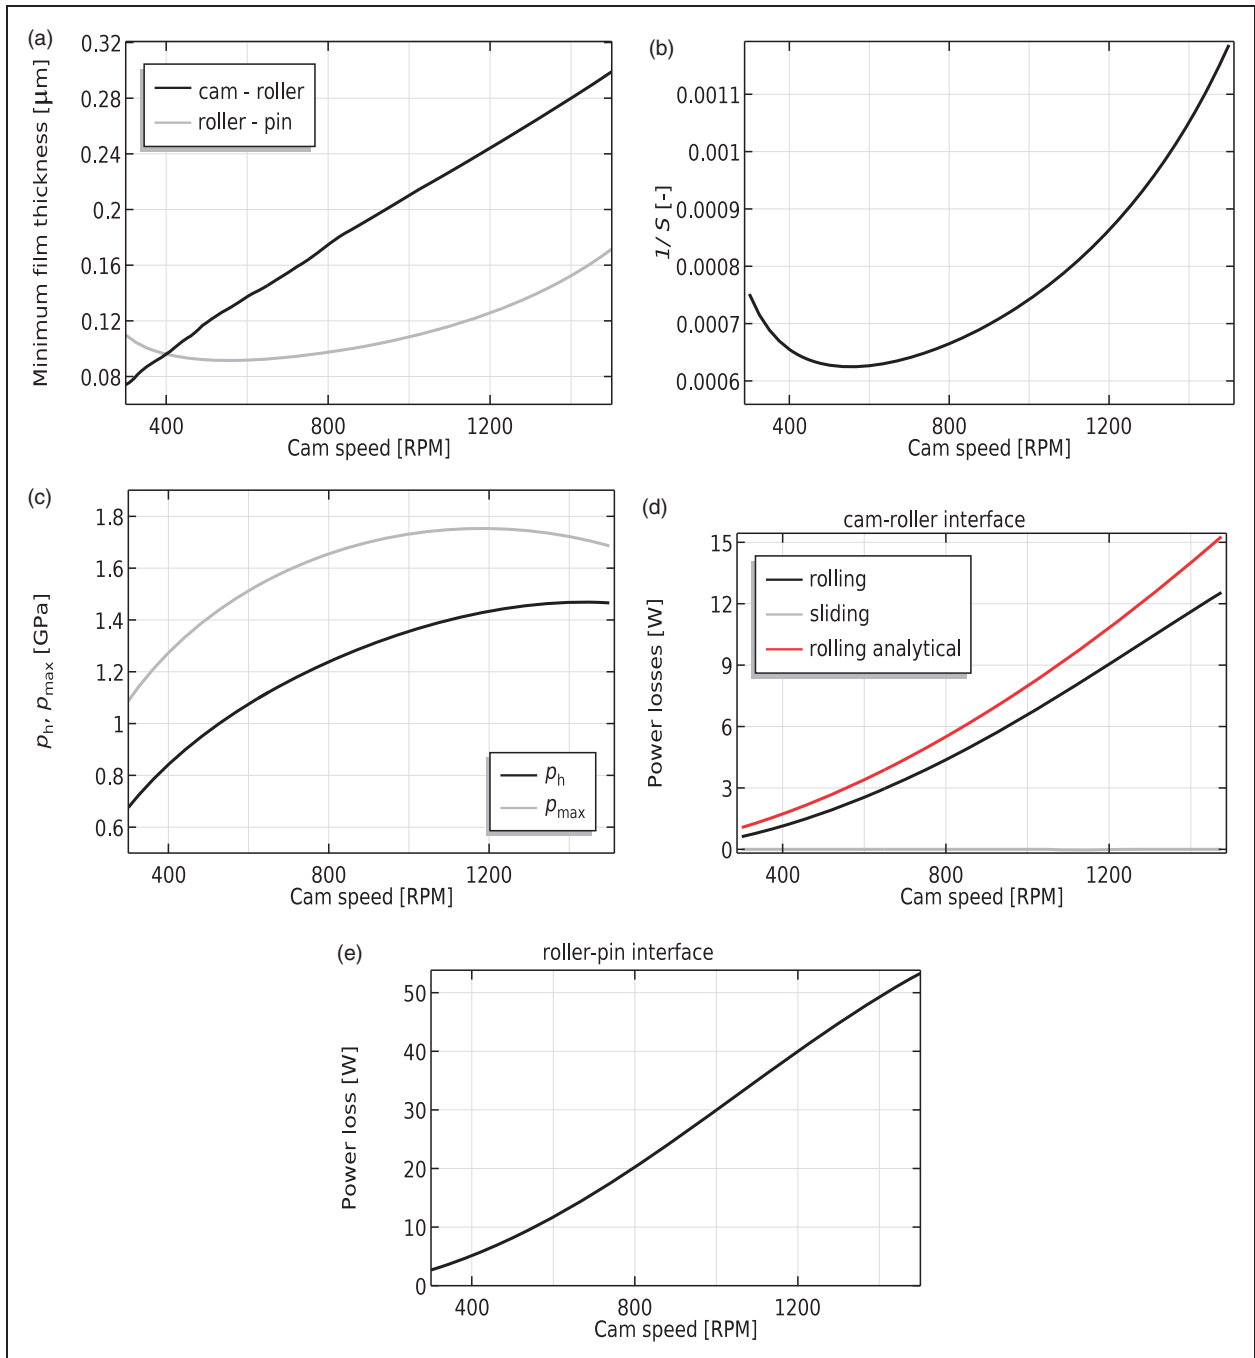 (a)
0.32
0.28
0.24
0.2
0.16
0.12
0.08
Minimum film thickness [μm]
cam - roller
roller - pin
400 800 1200
Cam speed [RPM]
(b)
0.0011
0.001
0.0009
0.0008
0.0007
0.0006
1/ S [-]
400 800 1200
Cam speed [RPM]
(c)
1.8
1.6
1.4
1.2
1
0.8
0.6
pₕ, pₘₐₓ [GPa]
pₕ
pₘₐₓ
400 800 1200
Cam speed [RPM]
(d)
cam-roller interface
15
12
9
6
3
0
Power losses [W]
rolling
sliding
rolling analytical
400 800 1200
Cam speed [RPM]
(e)
roller-pin interface
50
40
30
20
10
0
Power loss [W]
400 800 1200
Cam speed [RPM]